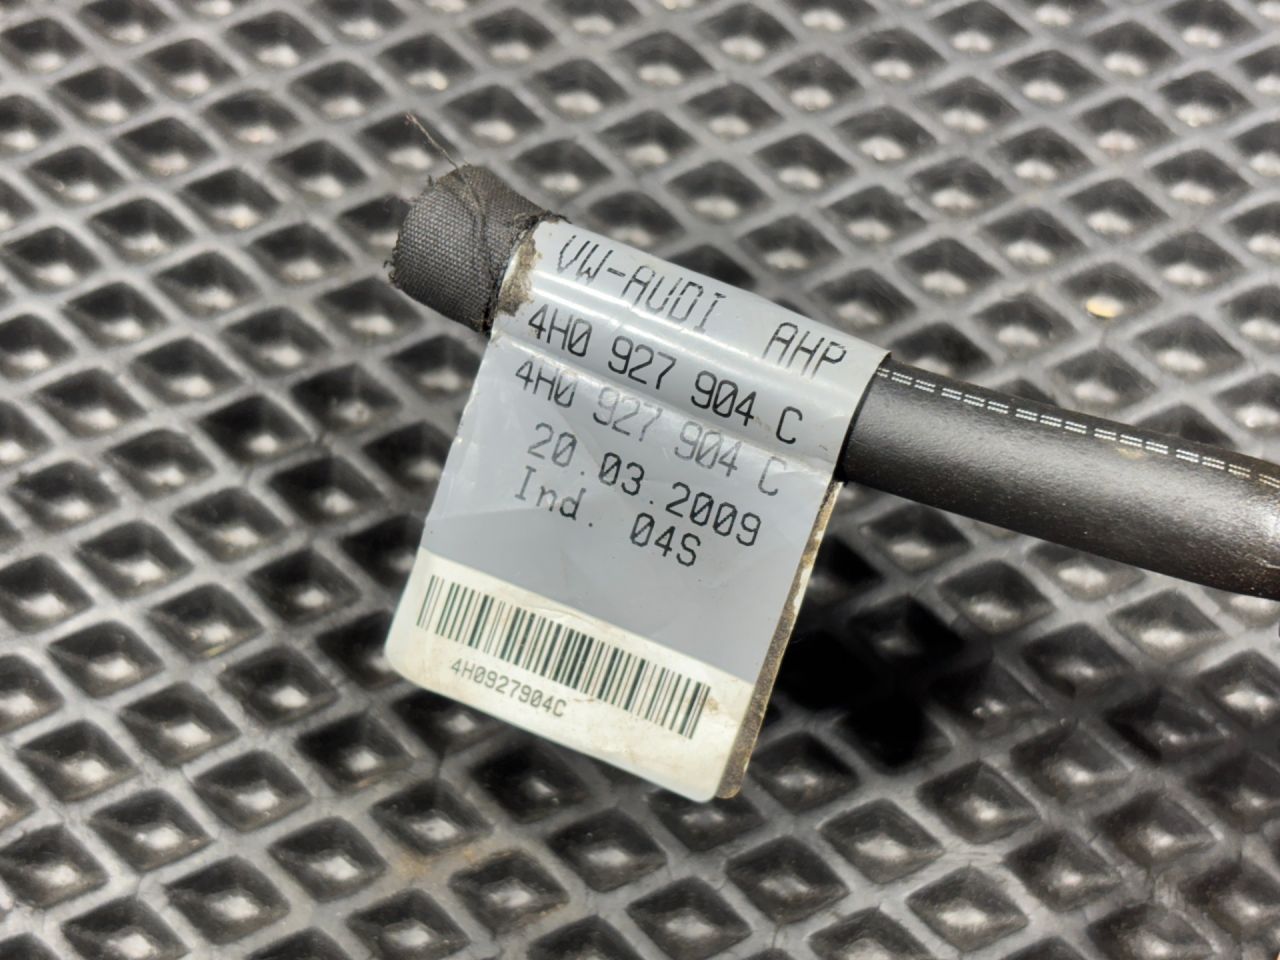 VW-AUDI AHP
4H0 927 904 C
4H0 927 904 C
20.03.2009
Ind. 04S
4H0927904C